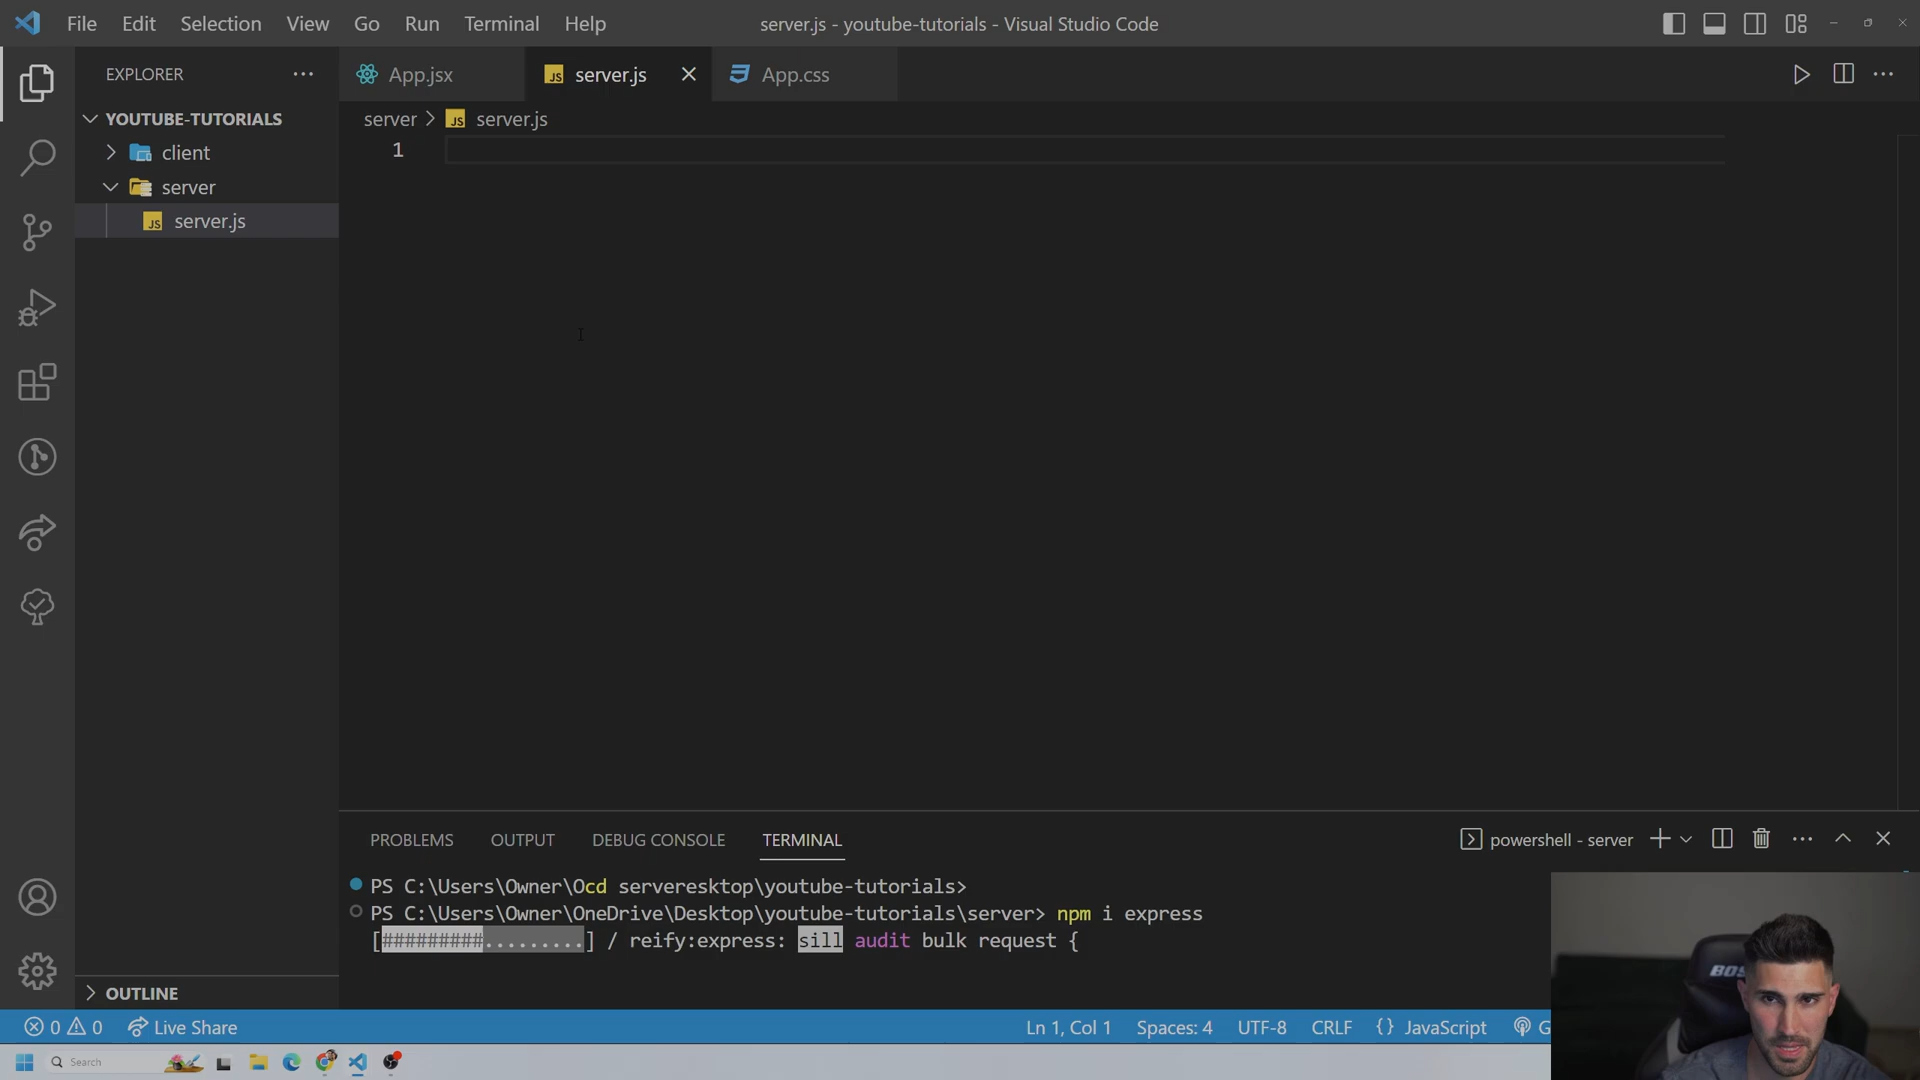 File Edit Selection View Go Run Terminal Help server.js - youtube-tutorials - Visual Studio Code
EXPLORER
App.jsx server.js App.css
YOUTUBE-TUTORIALS
server > JS server.js
client
1
server
JS server.js
PROBLEMS OUTPUT DEBUG CONSOLE TERMINAL powershell - server
PS C:\Users\Owner\Ocd serveresktop\youtube-tutorials>
PS C:\Users\Owner\OneDrive\Desktop\youtube-tutorials\server> npm i express
[#########.........] / reify:express: sill audit bulk request {
BOS
OUTLINE
0 0 Live Share Ln 1, Col 1 Spaces: 4 UTF-8 CRLF {} JavaScript G
Search